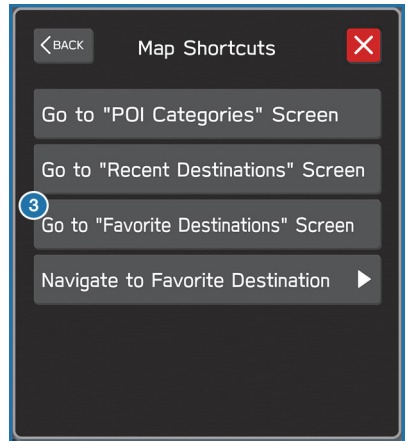 BACK
Map Shortcuts
Go to "POI Categories" Screen
Go to "Recent Destinations" Screen
3
Go to "Favorite Destinations" Screen
Navigate to Favorite Destination